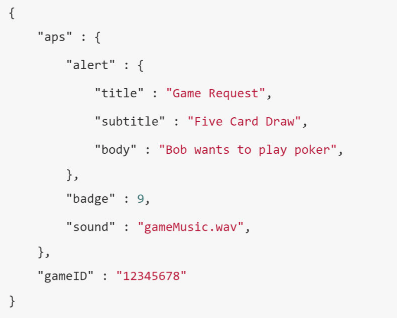 {
    "aps" : {
        "alert" : {
            "title" : "Game Request",
            "subtitle" : "Five Card Draw",
            "body" : "Bob wants to play poker",
        },
        "badge" : 9,
        "sound" : "gameMusic.wav",
    },
    "gameID" : "12345678"
}